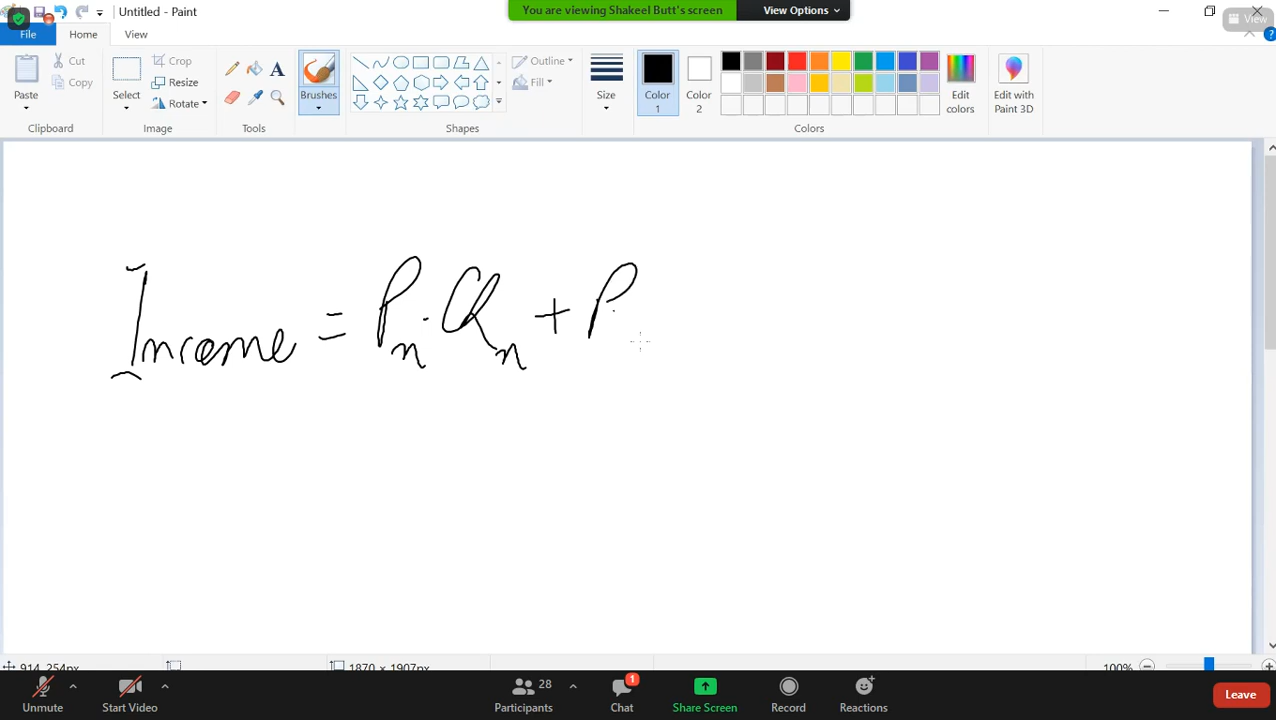 Untitled - Paint
You are viewing Shakeel Butt's screen
View Options
View
File
Home
View
Paste
Cut
Copy
Clipboard
Select
Crop
Resize
Rotate
Image
Tools
Brushes
Shapes
Outline
Fill
Size
Color 1
Color 2
Edit colors
Edit with Paint 3D
Colors
Income = Pn . Qn + P
914, 254px
1870 × 1907px
100%
Unmute
Start Video
28
Participants
1
Chat
Share Screen
Record
Reactions
Leave